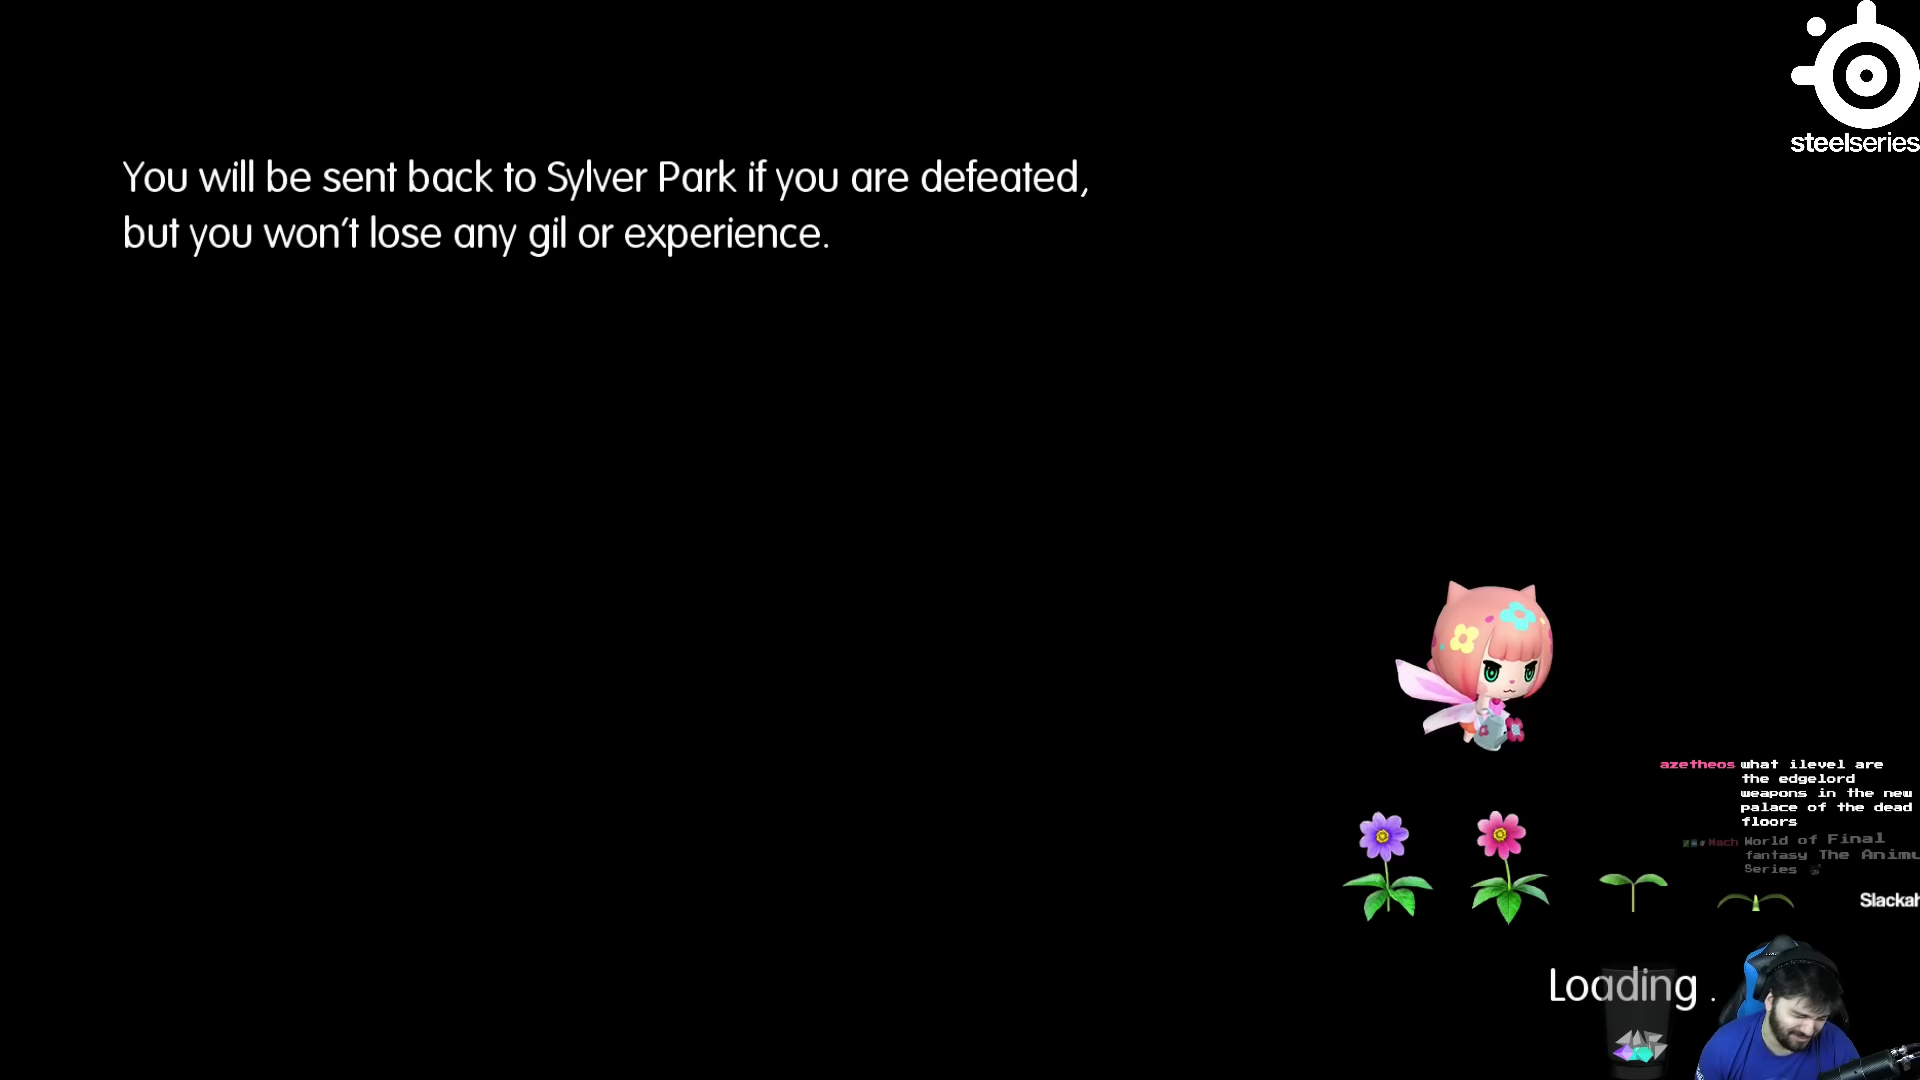 steelseries
You will be sent back to Sylver Park if you are defeated,
but you won't lose any gil or experience.
azetheos what ilevel are
the edgelord
weapons in the new
palace of the dead
floors
Mach World of Final
fantasy The Animu
Series
Slackah
Loading .